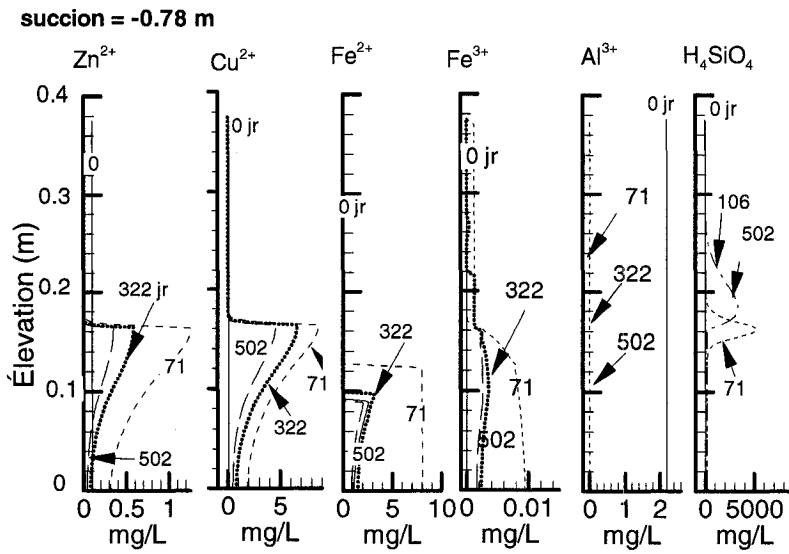 succion = -0.78 m
Zn²⁺ Cu²⁺ Fe²⁺ Fe³⁺ Al³⁺ H₄SiO₄
0.4
0.3
0.2
0.1
0
Élevation (m)
0
322 jr
71
502
0 0.5 1
mg/L
0 jr
502
71
322
0 5
mg/L
0 jr
322
71
502
0 5 10
mg/L
0 jr
322
71
502
0 0.01
mg/L
0 jr
71
322
502
0 1 2
mg/L
0 jr
106
502
71
0 5000
mg/L